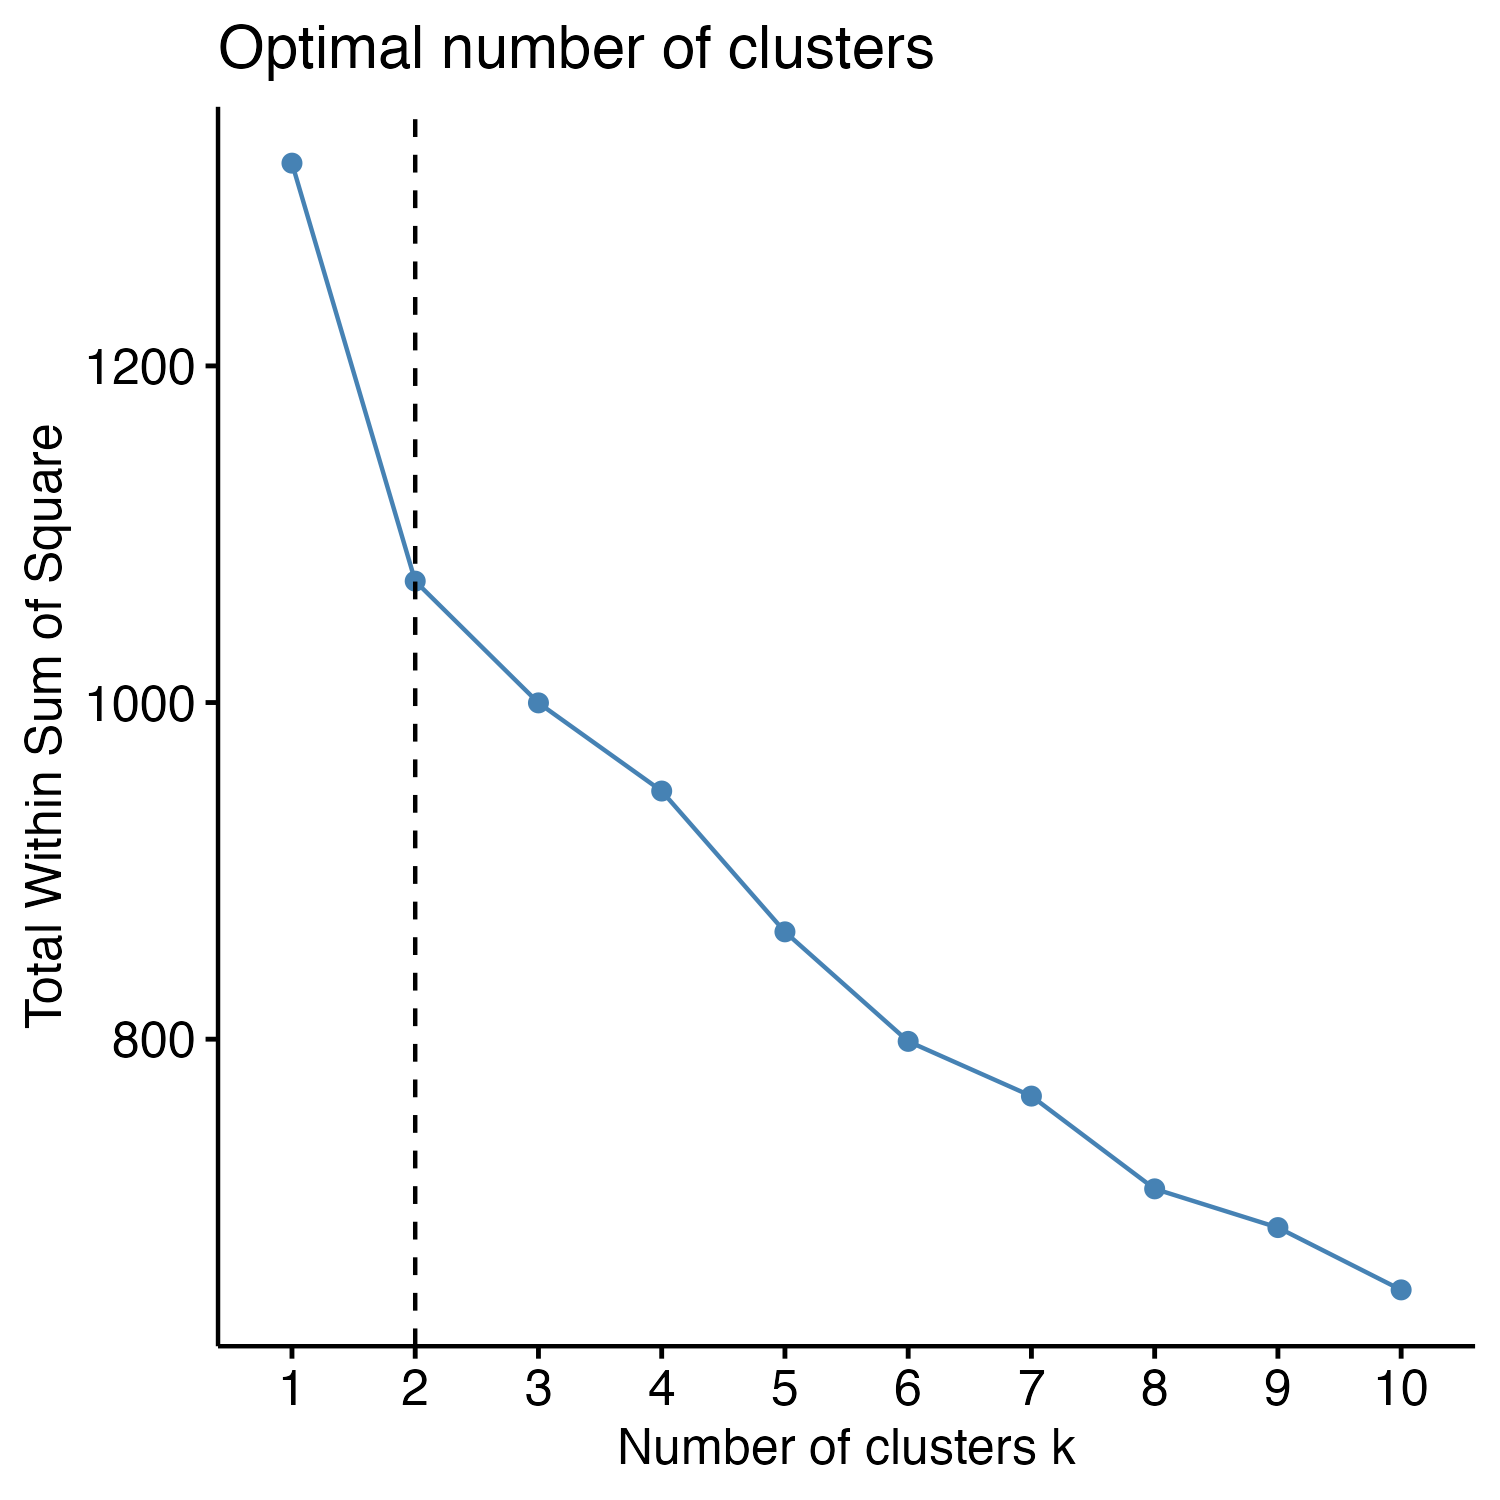 Optimal number of clusters
Total Within Sum of Square
1200
1000
800
1 2 3 4 5 6 7 8 9 10
Number of clusters k